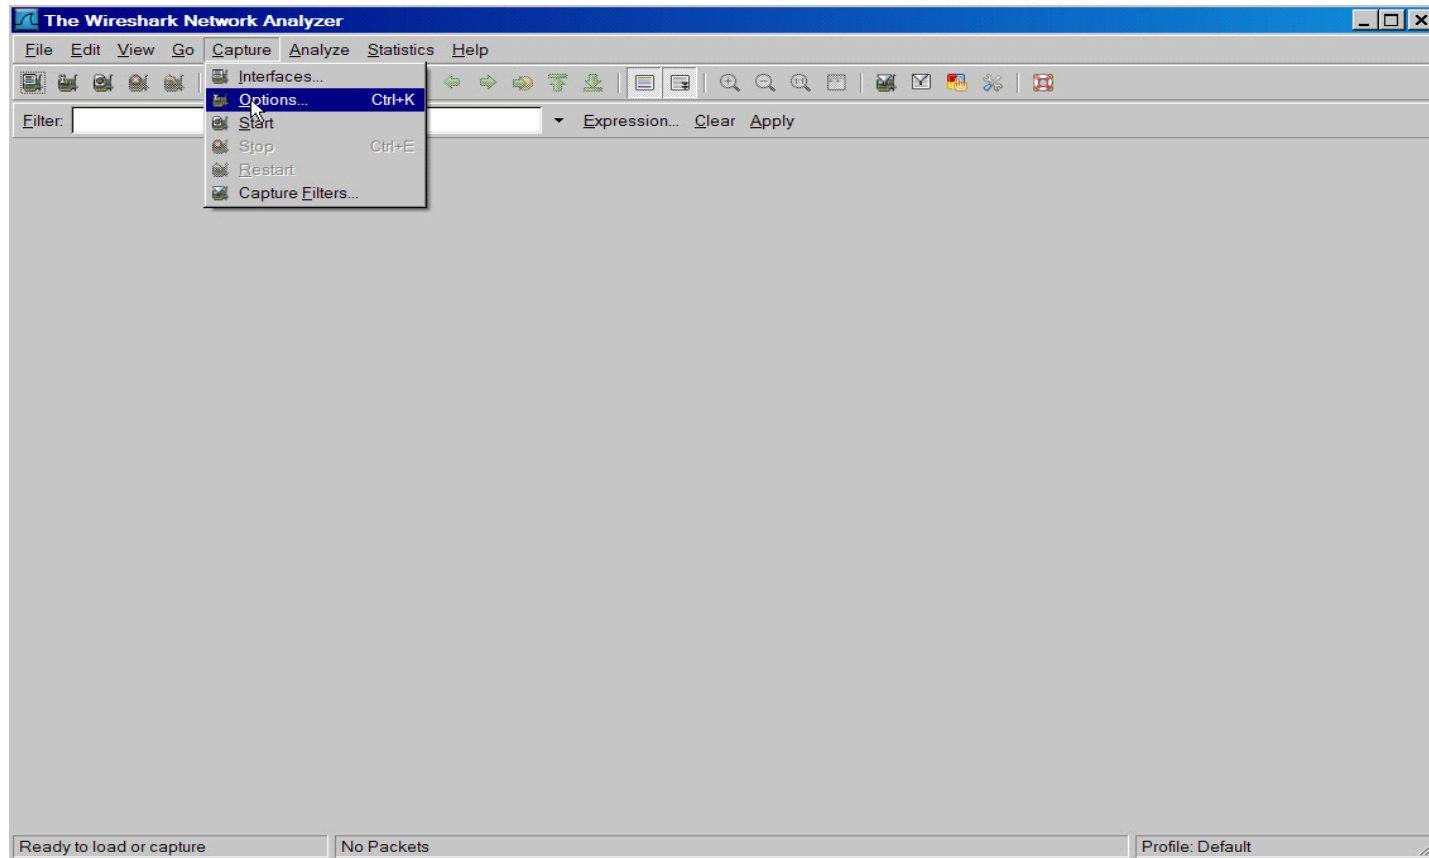 The Wireshark Network Analyzer
File Edit View Go Capture Analyze Statistics Help
Interfaces...
Options... Ctrl+K
Start
Stop Ctrl+E
Restart
Capture Filters...
Filter: Expression... Clear Apply
Ready to load or capture No Packets Profile: Default